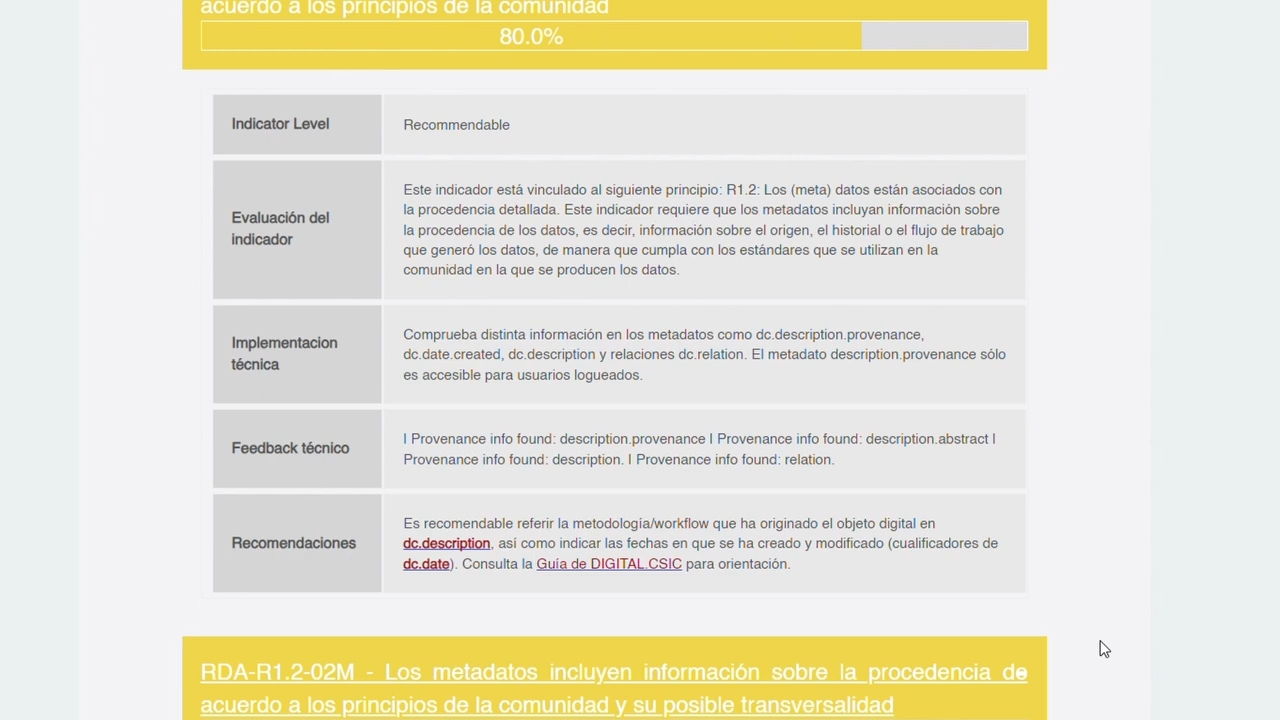 acuerdo a los principios de la comunidad
80.0%
Indicator Level
Recommendable
Evaluación del
indicador
Este indicador está vinculado al siguiente principio: R1.2: Los (meta) datos están asociados con
la procedencia detallada. Este indicador requiere que los metadatos incluyan información sobre
la procedencia de los datos, es decir, información sobre el origen, el historial o el flujo de trabajo
que generó los datos, de manera que cumpla con los estándares que se utilizan en la
comunidad en la que se producen los datos.
Implementacion
técnica
Comprueba distinta información en los metadatos como dc.description.provenance,
dc.date.created, dc.description y relaciones dc.relation. El metadato description.provenance sólo
es accesible para usuarios logueados.
Feedback técnico
| Provenance info found: description.provenance | Provenance info found: description.abstract |
Provenance info found: description. | Provenance info found: relation.
Recomendaciones
Es recomendable referir la metodología/workflow que ha originado el objeto digital en
dc.description, así como indicar las fechas en que se ha creado y modificado (cualificadores de
dc.date). Consulta la Guía de DIGITAL.CSIC para orientación.
RDA-R1.2-02M - Los metadatos incluyen información sobre la procedencia de
acuerdo a los principios de la comunidad y su posible transversalidad